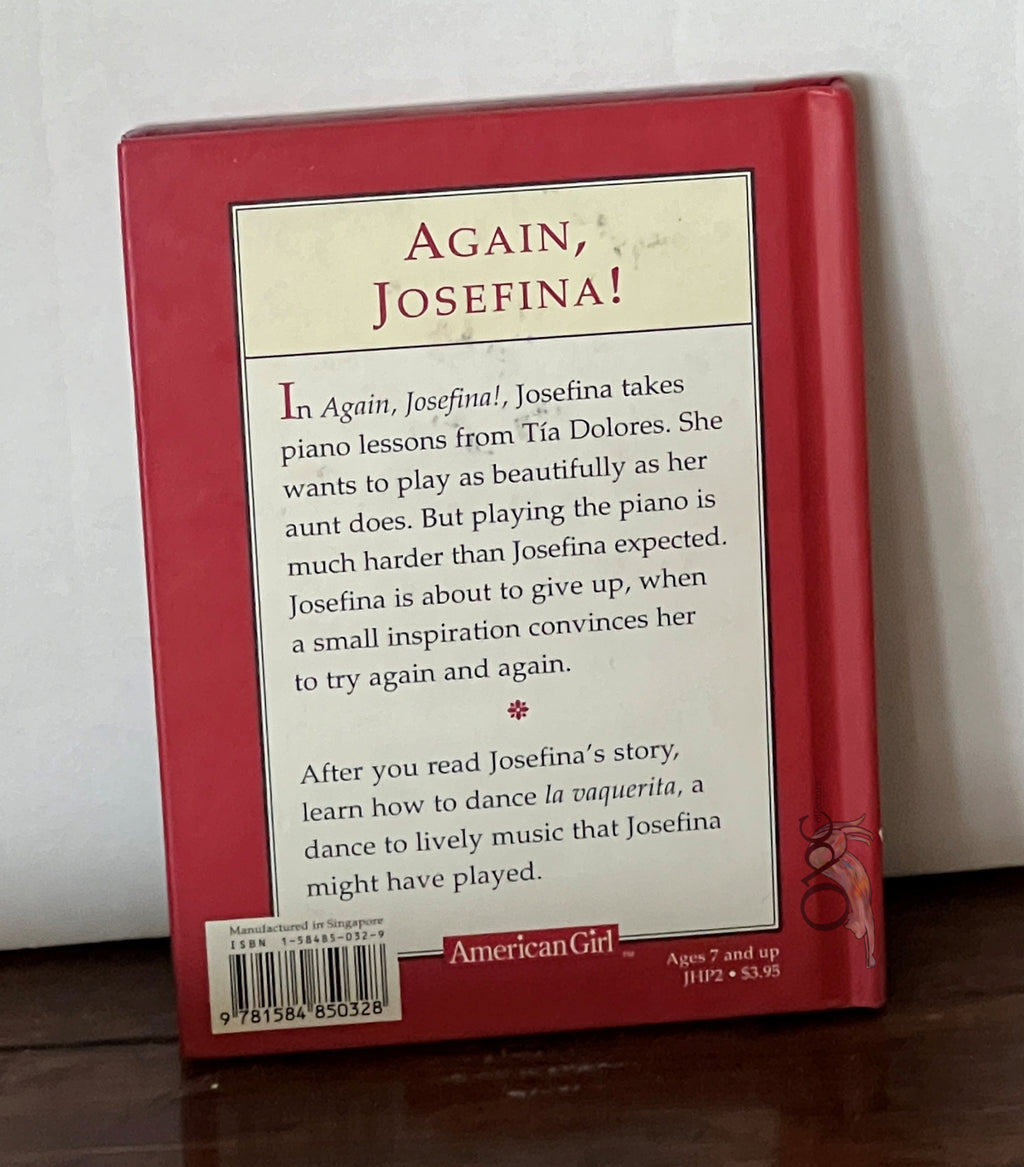 AGAIN,
JOSEFINA!
In Again, Josefina!, Josefina takes
piano lessons from Tía Dolores. She
wants to play as beautifully as her
aunt does. But playing the piano is
much harder than Josefina expected.
Josefina is about to give up, when
a small inspiration convinces her
to try again and again.
After you read Josefina's story,
learn how to dance la vaquerita, a
dance to lively music that Josefina
might have played.
Manufactured in Singapore
ISBN 1-58485-032-9
9 781584 850328
American Girl™
Ages 7 and up
JHP2 • $3.95